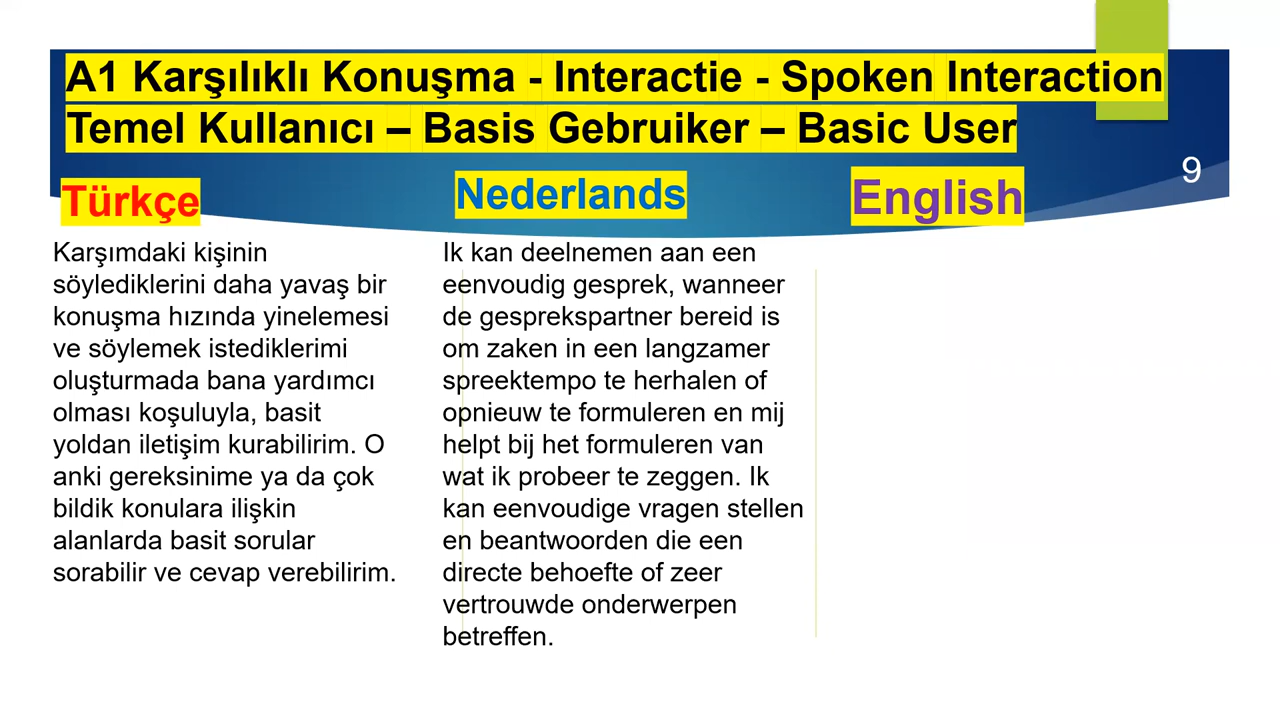 A1 Karşılıklı Konuşma - Interactie - Spoken Interaction
Temel Kullanıcı – Basis Gebruiker – Basic User
9
Türkçe
Karşımdaki kişinin
söylediklerini daha yavaş bir
konuşma hızında yinelemesi
ve söylemek istediklerimi
oluşturmada bana yardımcı
olması koşuluyla, basit
yoldan iletişim kurabilirim. O
anki gereksinime ya da çok
bildik konulara ilişkin
alanlarda basit sorular
sorabilir ve cevap verebilirim.
Nederlands
Ik kan deelnemen aan een
eenvoudig gesprek, wanneer
de gesprekspartner bereid is
om zaken in een langzamer
spreektempo te herhalen of
opnieuw te formuleren en mij
helpt bij het formuleren van
wat ik probeer te zeggen. Ik
kan eenvoudige vragen stellen
en beantwoorden die een
directe behoefte of zeer
vertrouwde onderwerpen
betreffen.
English